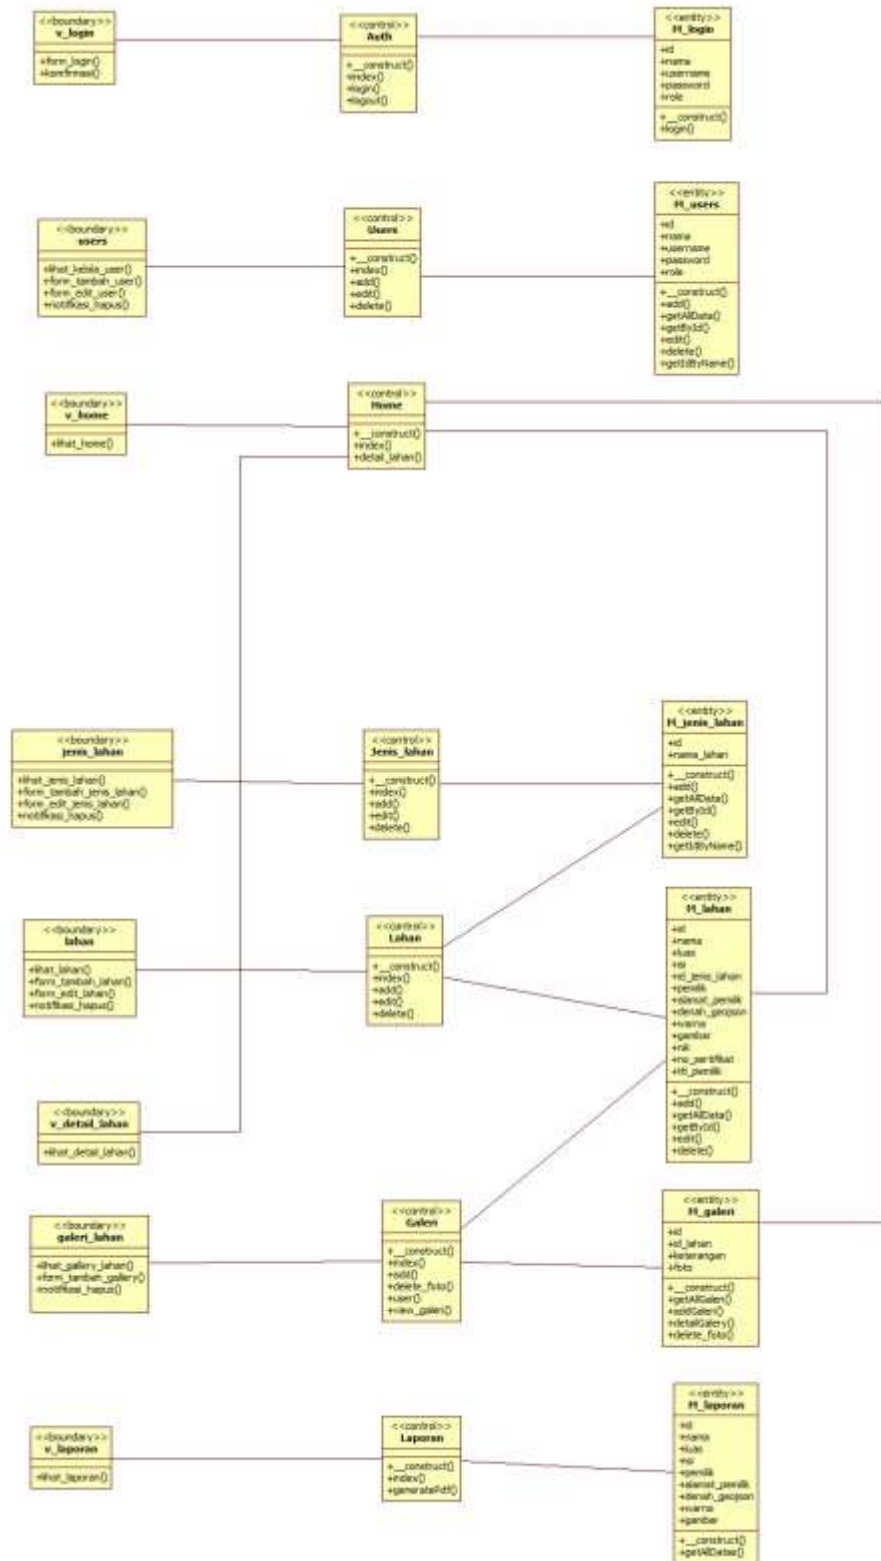 <<boundary>>
v_login
+form_login()
+konfirmasi()
<<control>>
Auth
+__construct()
+index()
+login()
+logout()
<<entity>>
M_login
+id
+nama
+username
+password
+role
+__construct()
+login()
<<boundary>>
users
+lihat_kelola_user()
+form_tambah_user()
+form_edit_user()
+notifikasi_hapus()
<<control>>
Users
+__construct()
+index()
+add()
+edit()
+delete()
<<entity>>
M_users
+id
+nama
+username
+password
+role
+__construct()
+add()
+getAllData()
+getById()
+edit()
+delete()
+getIdByName()
<<boundary>>
v_home
+lihat_home()
<<control>>
Home
+__construct()
+index()
+detail_lahan()
<<boundary>>
jenis_lahan
+lihat_jenis_lahan()
+form_tambah_jenis_lahan()
+form_edit_jenis_lahan()
+notifikasi_hapus()
<<control>>
Jenis_lahan
+__construct()
+index()
+add()
+edit()
+delete()
<<entity>>
M_jenis_lahan
+id
+nama_lahan
+__construct()
+add()
+getAllData()
+getById()
+edit()
+delete()
+getIdByName()
<<boundary>>
lahan
+lihat_lahan()
+form_tambah_lahan()
+form_edit_lahan()
+notifikasi_hapus()
<<control>>
Lahan
+__construct()
+index()
+add()
+edit()
+delete()
<<entity>>
M_lahan
+id
+nama
+luas
+isi
+id_jenis_lahan
+pemilik
+alamat_pemilik
+denah_geojson
+warna
+gambar
+nik
+no_sertifikat
+ttl_pemilik
+__construct()
+add()
+getAllData()
+getById()
+edit()
+delete()
<<boundary>>
v_detail_lahan
+lihat_detail_lahan()
<<boundary>>
galeri_lahan
+lihat_gallery_lahan()
+form_tambah_gallery()
+notifikasi_hapus()
<<control>>
Galeri
+__construct()
+index()
+add()
+delete_foto()
+user()
+view_galeri()
<<entity>>
M_galeri
+id
+id_lahan
+keterangan
+foto
+__construct()
+getAllGaleri()
+addGaleri()
+detailGalery()
+delete_foto()
<<boundary>>
v_laporan
+lihat_laporan()
<<control>>
Laporan
+__construct()
+index()
+generatePdf()
<<entity>>
M_laporan
+id
+nama
+luas
+isi
+pemilik
+alamat_pemilik
+denah_geojson
+warna
+gambar
+__construct()
+getAllDatas()